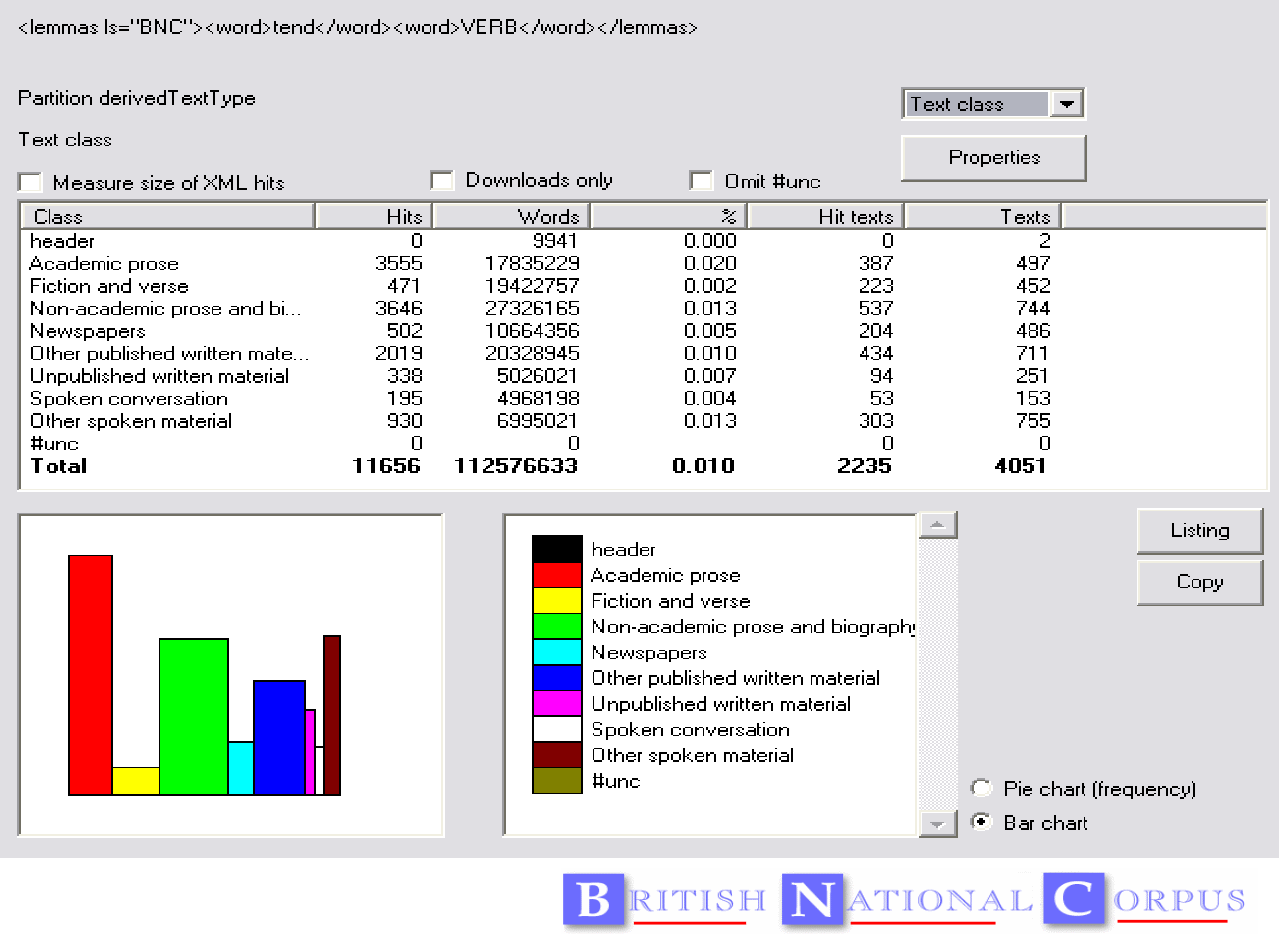 <lemmas ls="BNC"><word>tend</word><word>VERB</word></lemmas>
Partition derivedTextType
Text class
Text class
Properties
Measure size of XML hits Downloads only Omit #unc
Class Hits Words % Hit texts Texts
header 0 9941 0.000 0 2
Academic prose 3555 17835229 0.020 387 497
Fiction and verse 471 19422757 0.002 223 452
Non-academic prose and bi... 3646 27326165 0.013 537 744
Newspapers 502 10664356 0.005 204 486
Other published written mate... 2019 20328945 0.010 434 711
Unpublished written material 338 5026021 0.007 94 251
Spoken conversation 195 4968198 0.004 53 153
Other spoken material 930 6995021 0.013 303 755
#unc 0 0 0 0
Total 11656 112576633 0.010 2235 4051
header
Academic prose
Fiction and verse
Non-academic prose and biography
Newspapers
Other published written material
Unpublished written material
Spoken conversation
Other spoken material
#unc
Listing
Copy
Pie chart (frequency)
Bar chart
BRITISH NATIONAL CORPUS